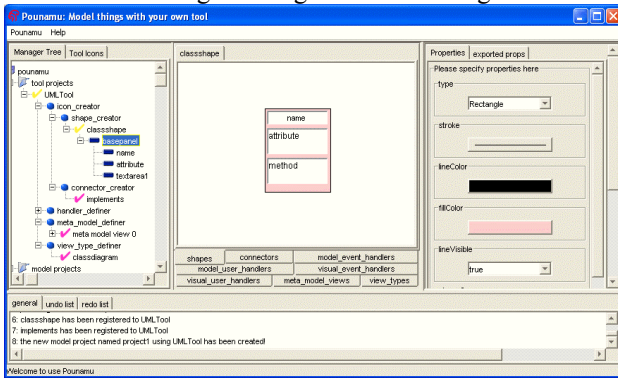 Pounamu: Model things with your own tool
Pounamu Help
Manager Tree Tool Icons
pounamu
tool projects
UMLTool
icon_creator
shape_creator
classshape
basepanel
name
attribute
textarea1
connector_creator
implements
handler_definer
meta_model_definer
meta model view 0
view_type_definer
classdiagram
model projects
classshape
name
attribute
method
shapes connectors model_event_handlers
model_user_handlers visual_event_handlers
visual_user_handlers meta_model_views view_types
Properties exported props
Please specify properties here
type
Rectangle
stroke
lineColor
fillColor
lineVisible
true
general undo list redo list
6: classshape has been registered to UMLTool
7: implements has been registered to UMLTool
8: the new model project named project1 using UMLTool has been created!
Welcome to use Pounamu